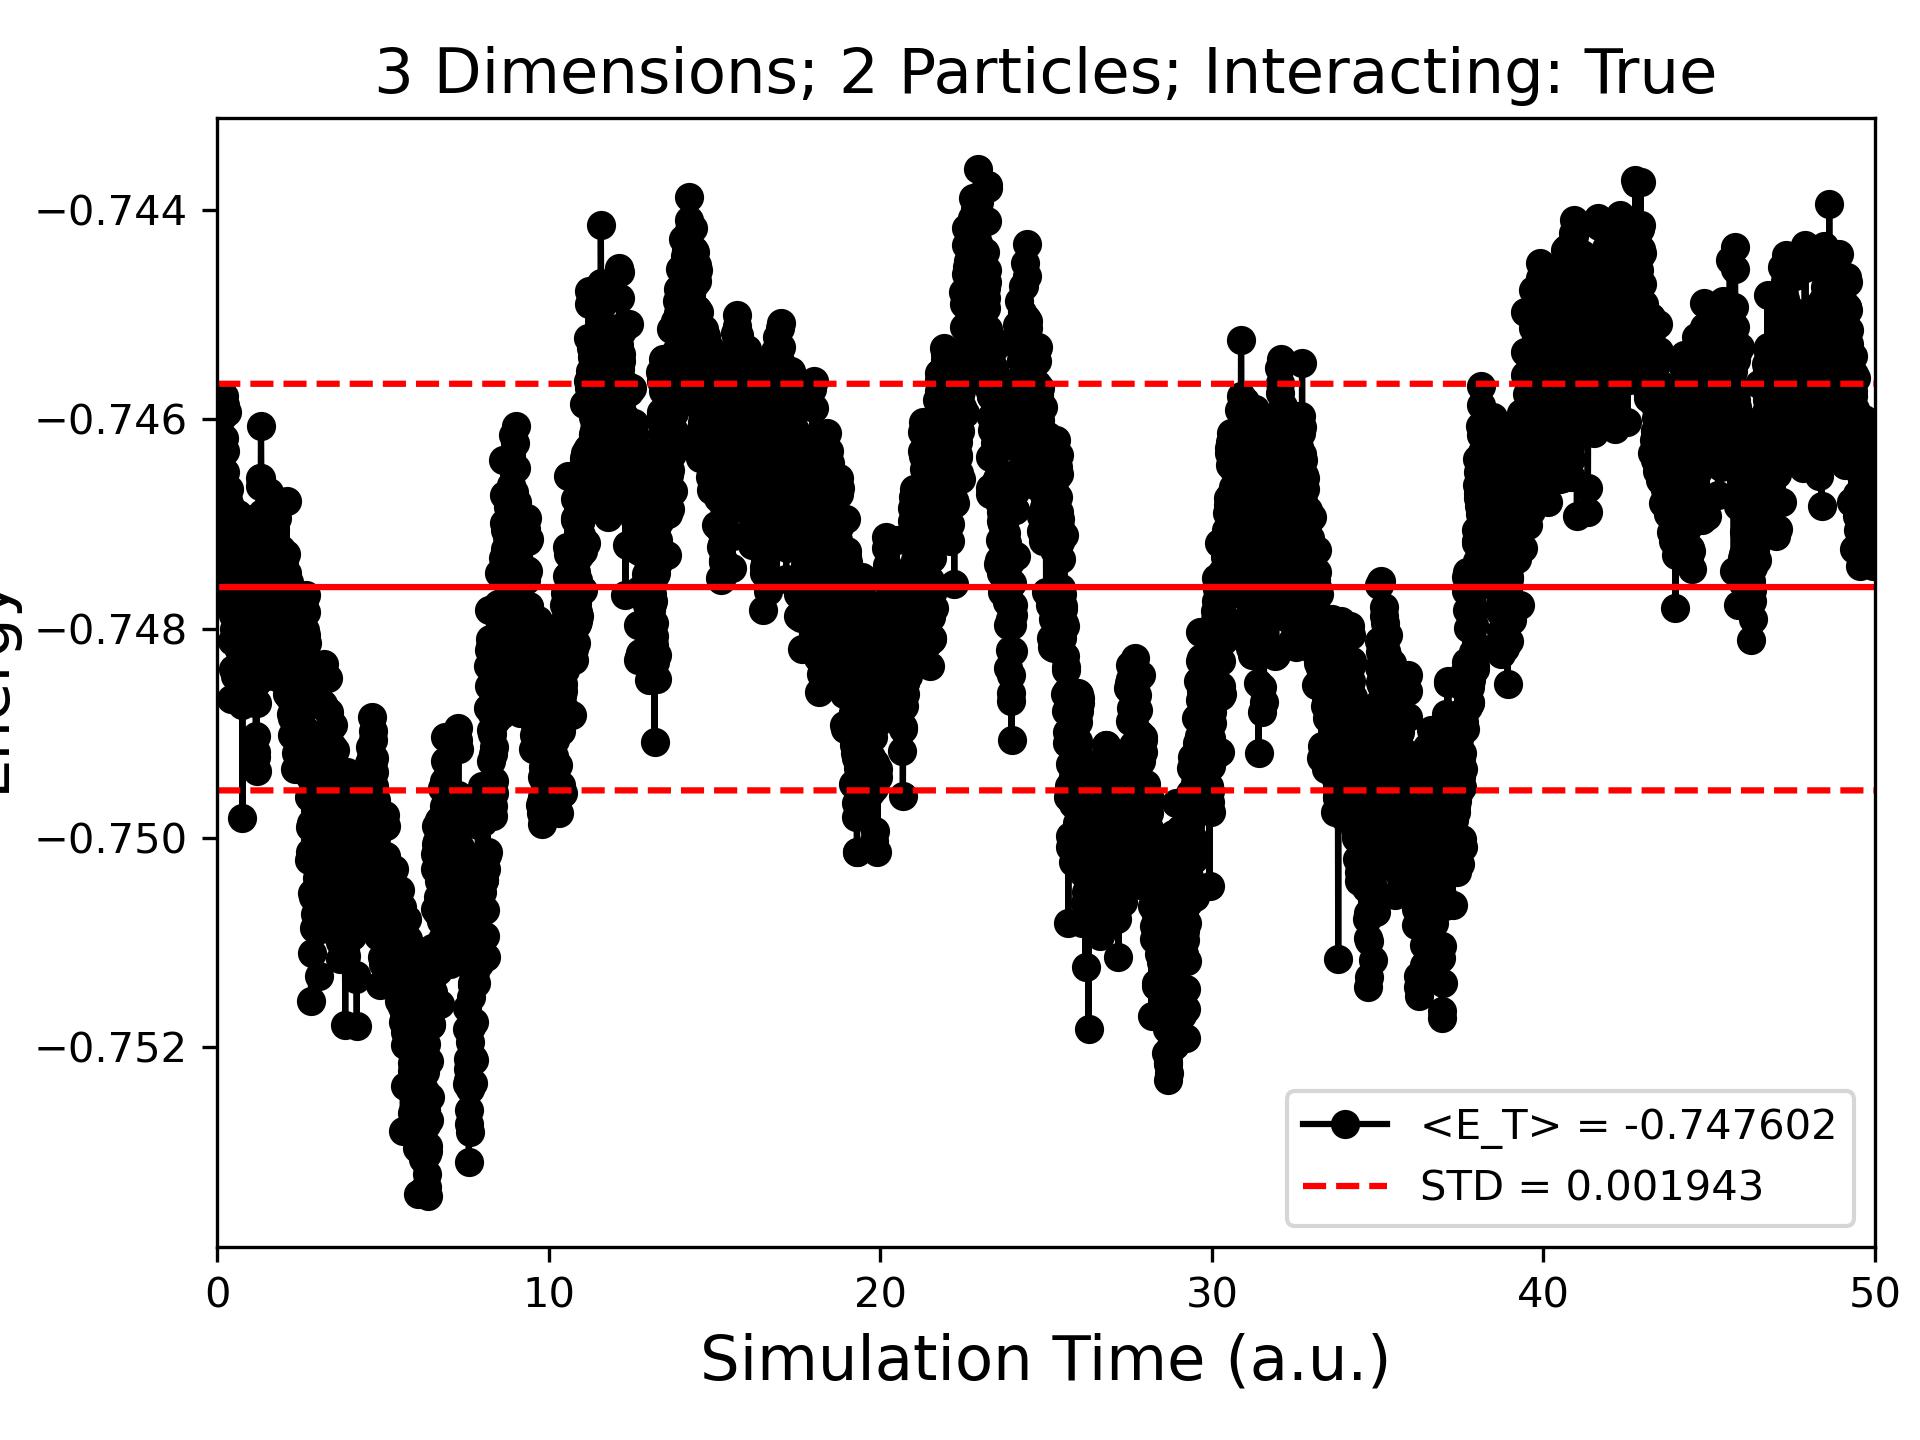 3 Dimensions; 2 Particles; Interacting: True
Energy
−0.744
−0.746
−0.748
−0.750
−0.752
<E_T> = -0.747602
STD = 0.001943
0 10 20 30 40 50
Simulation Time (a.u.)